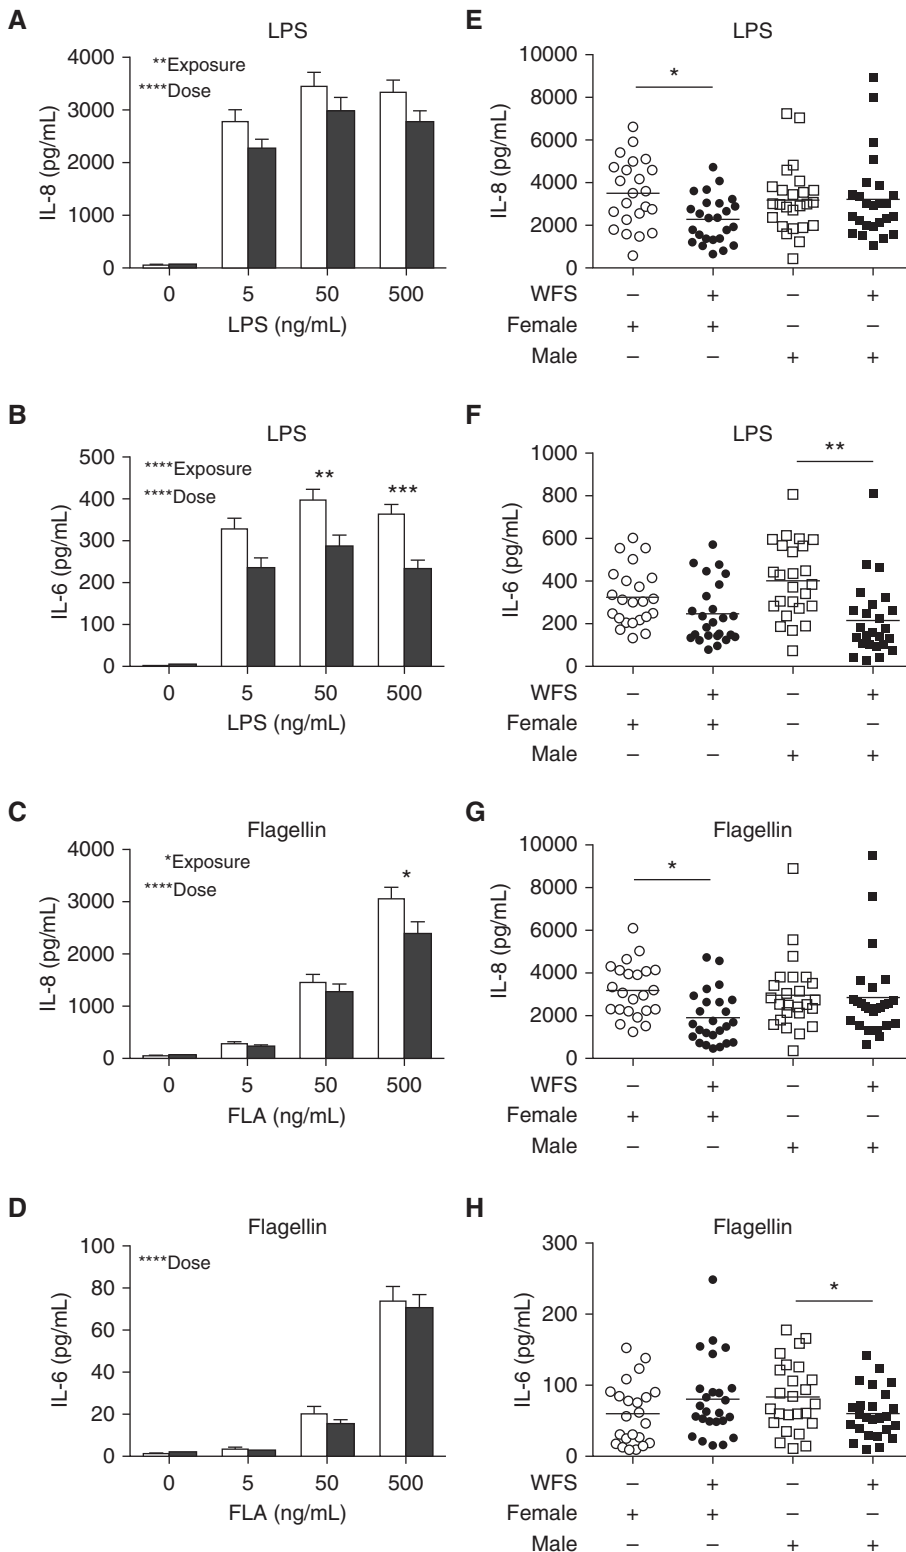 A
LPS
**Exposure
****Dose
4000
3000
2000
1000
0
IL-8 (pg/mL)
0 5 50 500
LPS (ng/mL)
E
LPS
*
10000
8000
6000
4000
2000
0
IL-8 (pg/mL)
WFS – + – +
Female + + – –
Male – – + +
B
LPS
****Exposure
****Dose
**
***
500
400
300
200
100
0
IL-6 (pg/mL)
0 5 50 500
LPS (ng/mL)
F
LPS
**
1000
800
600
400
200
0
IL-6 (pg/mL)
WFS – + – +
Female + + – –
Male – – + +
C
Flagellin
*Exposure
****Dose
*
4000
3000
2000
1000
0
IL-8 (pg/mL)
0 5 50 500
FLA (ng/mL)
G
Flagellin
*
10000
8000
6000
4000
2000
0
IL-8 (pg/mL)
WFS – + – +
Female + + – –
Male – – + +
D
Flagellin
****Dose
100
80
60
40
20
0
IL-6 (pg/mL)
0 5 50 500
FLA (ng/mL)
H
Flagellin
*
300
200
100
0
IL-6 (pg/mL)
WFS – + – +
Female + + – –
Male – – + +